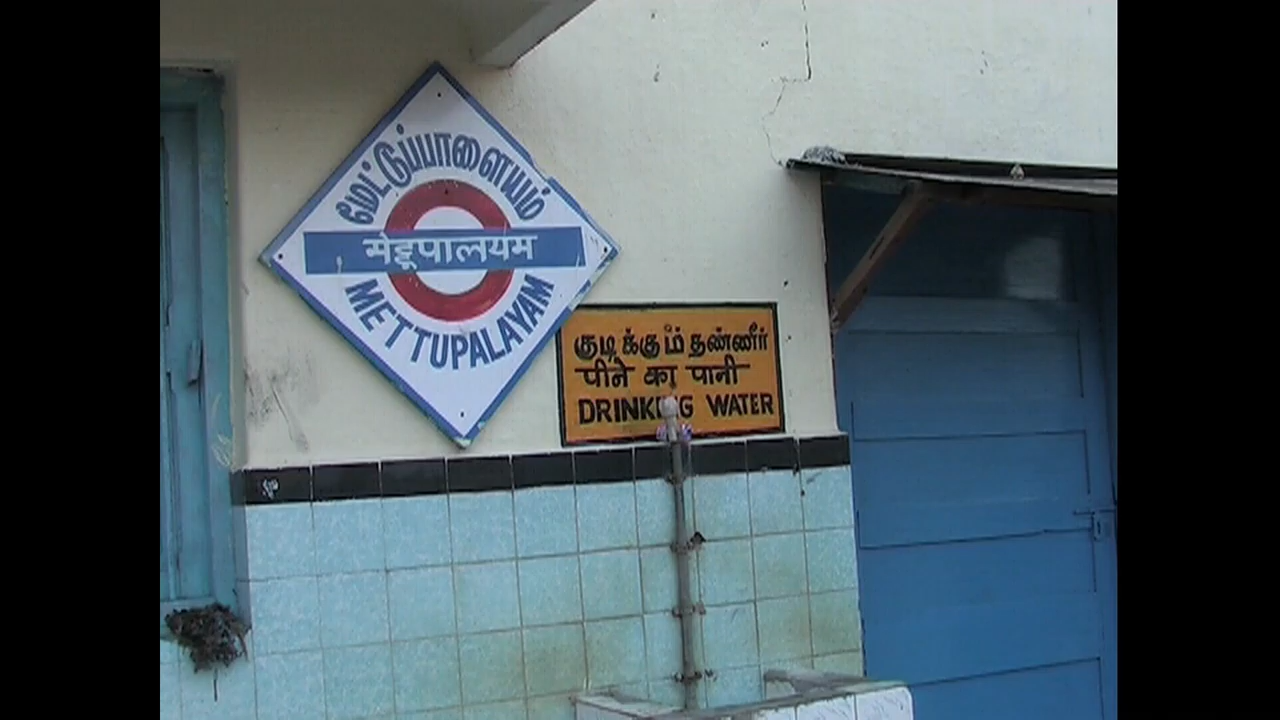 மேட்டுப்பாளையம்
मेट्टूपालयम
METTUPALAYAM
குடிக்கும் தண்ணீர்
पीने का पानी
DRINKING WATER